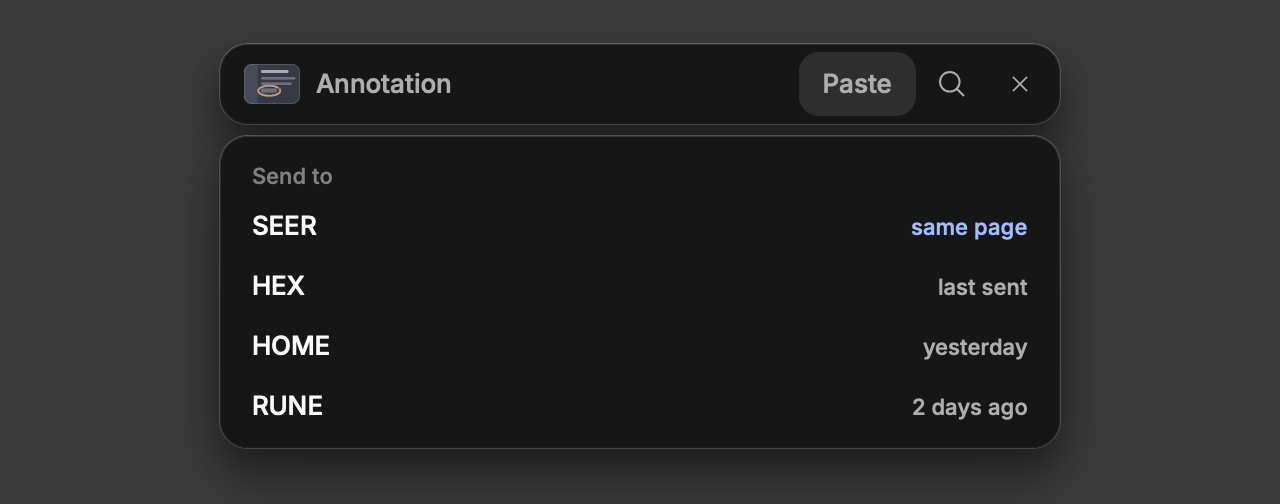 Annotation Paste
Send to
SEER same page
HEX last sent
HOME yesterday
RUNE 2 days ago